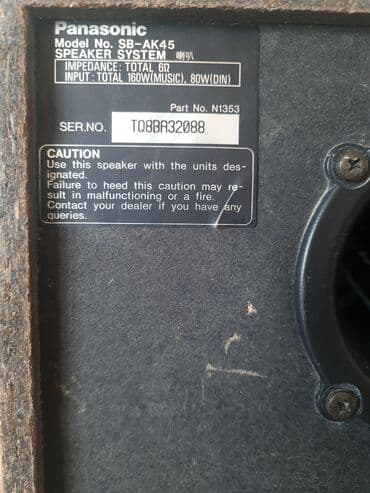 Panasonic
Model No. SB-AK45
SPEAKER SYSTEM 喇叭
IMPEDANCE: TOTAL 6Ω
INPUT: TOTAL 160W(MUSIC), 80W(DIN)
Part No. N1353
SER.NO. TQ8BA32088
CAUTION
Use this speaker with the units des-
ignated.
Failure to heed this caution may re-
sult in malfunctioning or a fire.
Contact your dealer if you have any
queries.